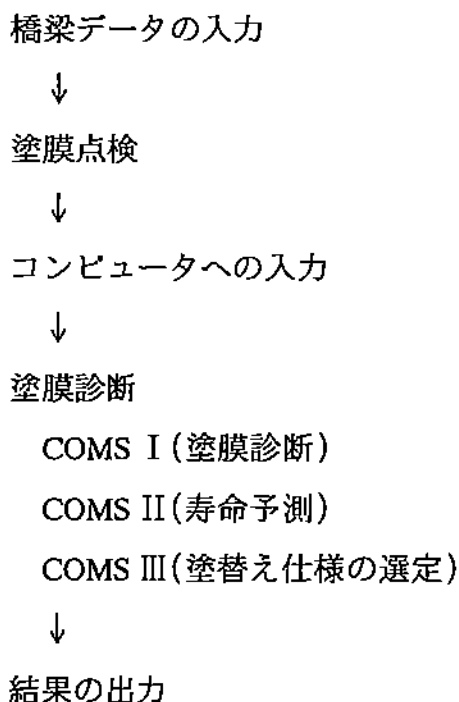 橋梁データの入力
↓
塗膜点検
↓
コンピュータへの入力
↓
塗膜診断
COMS Ⅰ(塗膜診断)
COMS Ⅱ(寿命予測)
COMS Ⅲ(塗替え仕様の選定)
↓
結果の出力